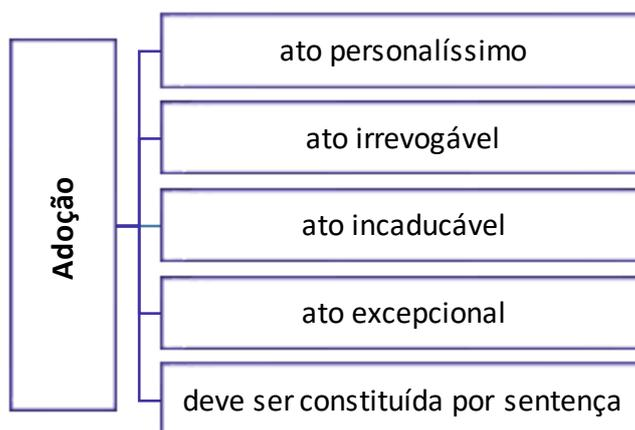 Adoção
ato personalíssimo
ato irrevogável
ato incaducável
ato excepcional
deve ser constituída por sentença